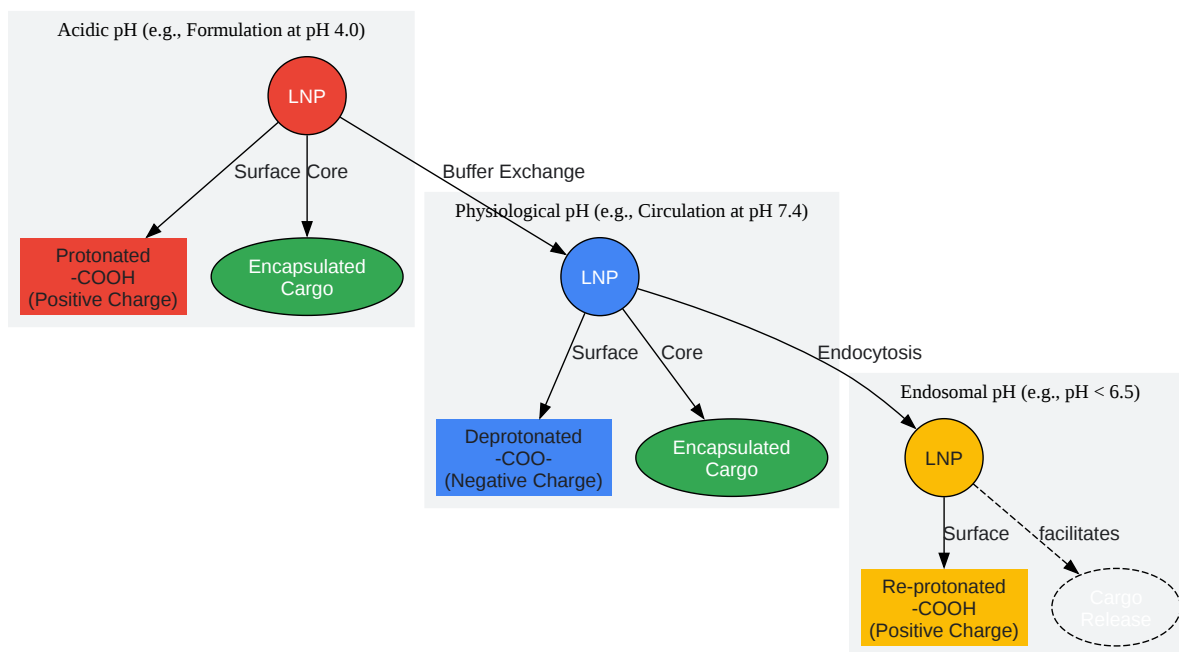 Acidic pH (e.g., Formulation at pH 4.0)
LNP
Surface
Core
Buffer Exchange
Protonated
-COOH
(Positive Charge)
Encapsulated
Cargo
Physiological pH (e.g., Circulation at pH 7.4)
LNP
Surface
Core
Endocytosis
Deprotonated
-COO-
(Negative Charge)
Encapsulated
Cargo
Endosomal pH (e.g., pH < 6.5)
LNP
Surface
facilitates
Re-protonated
-COOH
(Positive Charge)
Cargo
Release